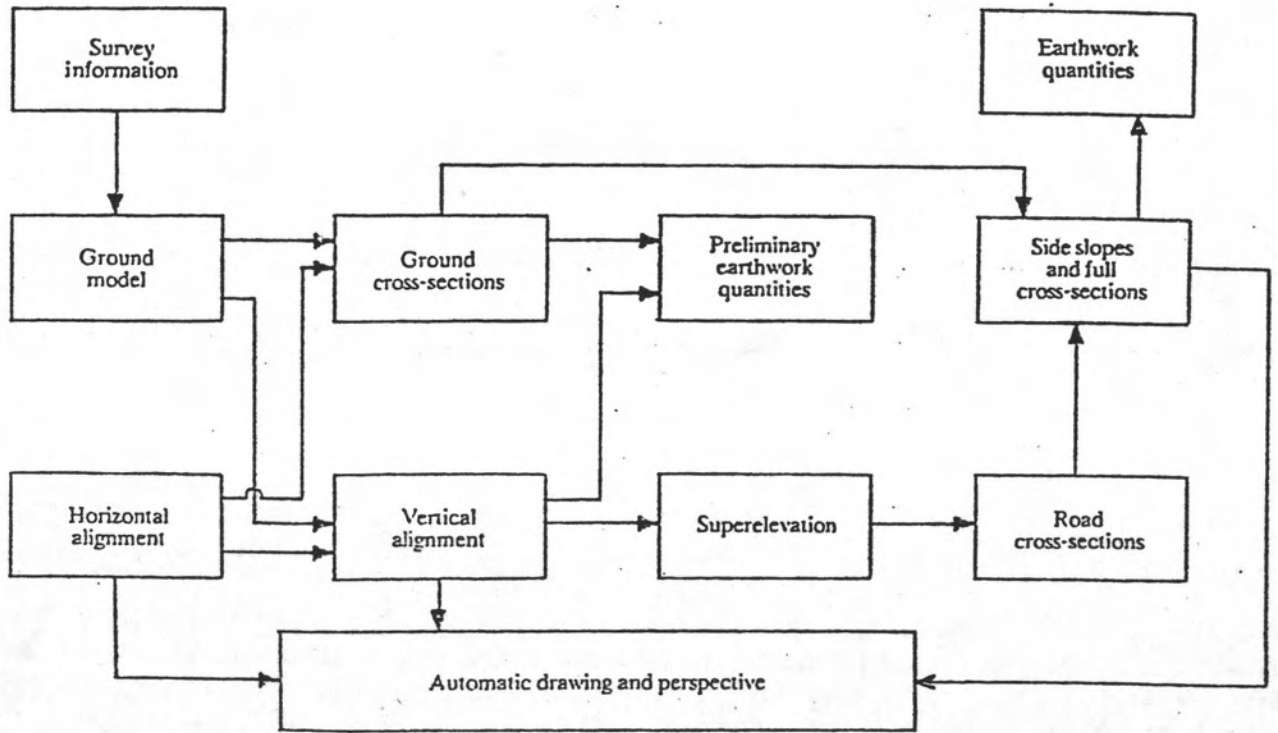 Survey
information
Earthwork
quantities
Ground
model
Ground
cross-sections
Preliminary
earthwork
quantities
Side slopes
and full
cross-sections
Horizontal
alignment
Vertical
alignment
Superelevation
Road
cross-sections
Automatic drawing and perspective